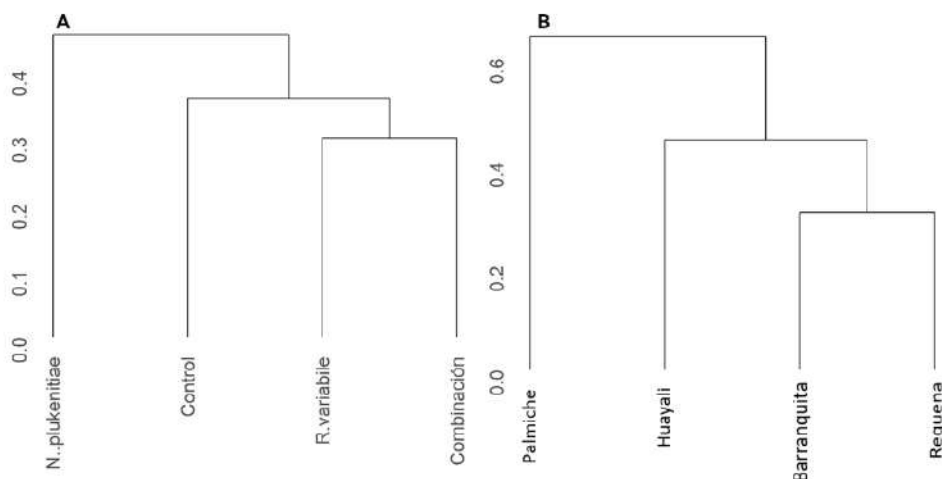 A
0.4
0.3
0.2
0.1
0.0
N..plukenitiae
Control
R.variabile
Combinación
B
0.6
0.4
0.2
0.0
Palmiche
Huayali
Barranquita
Requena